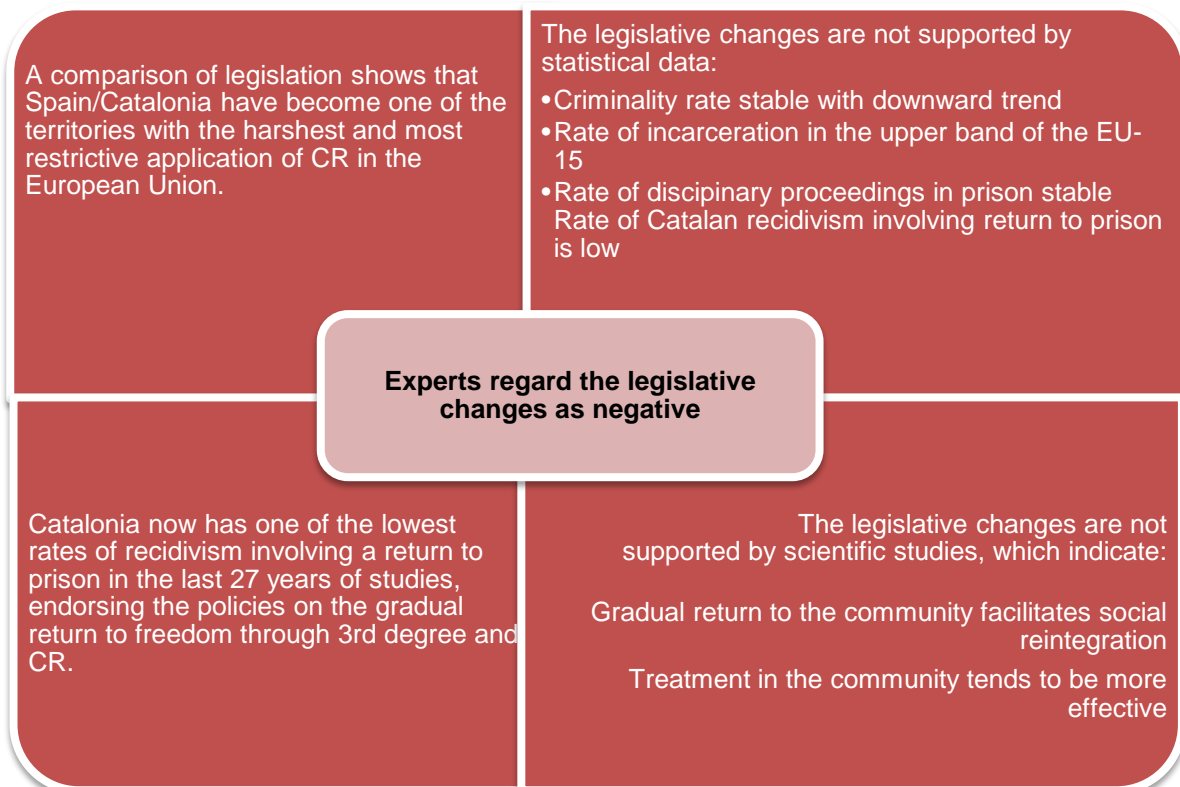 A comparison of legislation shows that
Spain/Catalonia have become one of the
territories with the harshest and most
restrictive application of CR in the
European Union.
The legislative changes are not supported by
statistical data:
•Criminality rate stable with downward trend
•Rate of incarceration in the upper band of the EU-
15
•Rate of discipinary proceedings in prison stable
Rate of Catalan recidivism involving return to prison
is low
Experts regard the legislative
changes as negative
Catalonia now has one of the lowest
rates of recidivism involving a return to
prison in the last 27 years of studies,
endorsing the policies on the gradual
return to freedom through 3rd degree and
CR.
The legislative changes are not
supported by scientific studies, which indicate:
Gradual return to the community facilitates social
reintegration
Treatment in the community tends to be more
effective